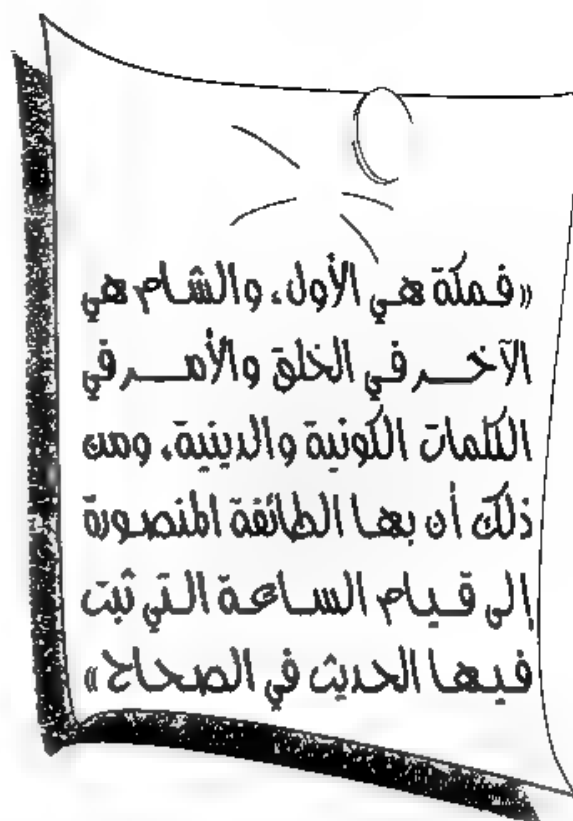 «فمكة هي الأول، والشام هي
الآخر في الخلق والأمر في
الكلمات الكونية والدينية، ومن
ذلك أن بها الطائفة المنصورة
إلى قيام الساعة التي ثبت
فيها الحديث في الصحاح»